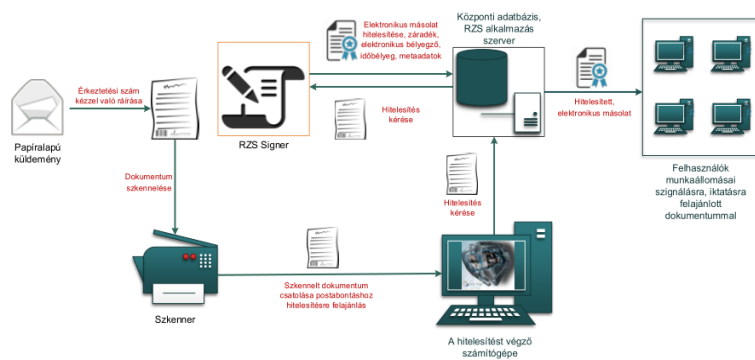 Elektronikus másolat
hitelesítése, záradék,
elektronikus bélyegző,
időbélyeg, metaadatok
Központi adatbázis,
RZS alkalmazás
szerver
Érkeztetési szám
kézzel való ráírása
Papíralapú
küldemény
RZS Signer
Hitelesítés
kérése
Hitelesített,
elektronikus másolat
Felhasználók
munkaállomásai
szignálásra, iktatásra
felajánlott
dokumentummal
Dokumentum
szkennelése
Hitelesítés
kérése
Szkennelt dokumentum
csatolása postabontáshoz
hitelesítésre felajánlás
Szkenner
A hitelesítést végző
számítógépe